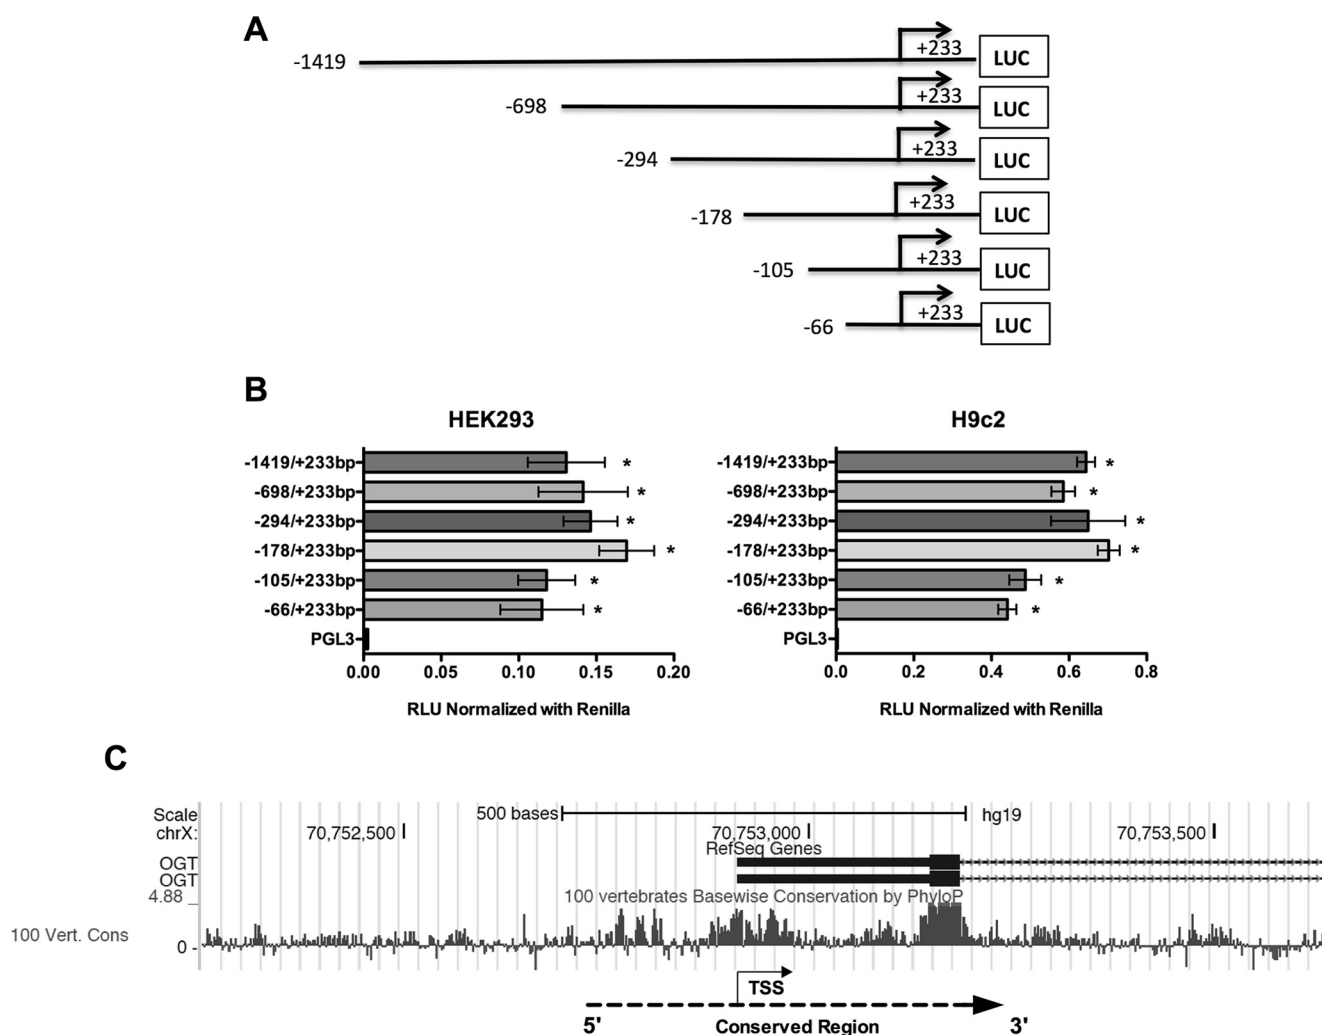 A
-1419 +233 LUC
-698 +233 LUC
-294 +233 LUC
-178 +233 LUC
-105 +233 LUC
-66 +233 LUC
B
HEK293
-1419/+233bp *
-698/+233bp *
-294/+233bp *
-178/+233bp *
-105/+233bp *
-66/+233bp *
PGL3
0.00 0.05 0.10 0.15 0.20
RLU Normalized with Renilla
H9c2
-1419/+233bp *
-698/+233bp *
-294/+233bp *
-178/+233bp *
-105/+233bp *
-66/+233bp *
PGL3
0.0 0.2 0.4 0.6 0.8
RLU Normalized with Renilla
C
Scale 500 bases hg19
chrX: 70,752,500 70,753,000 70,753,500
RefSeq Genes
OGT
OGT
4.88 _ 100 vertebrates Basewise Conservation by PhyloP
100 Vert. Cons
0 -
TSS
5' Conserved Region 3'